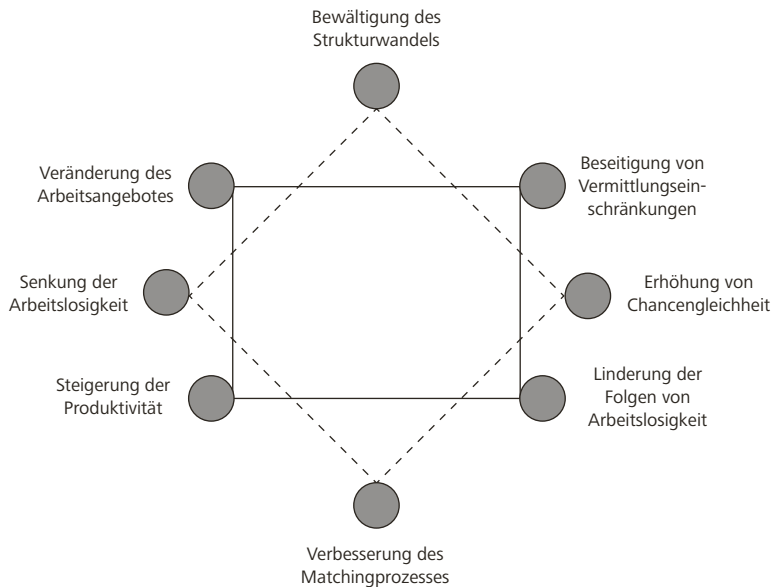 Bewältigung des
Strukturwandels
Veränderung des
Arbeitsangebotes
Beseitigung von
Vermittlungsein-
schränkungen
Senkung der
Arbeitslosigkeit
Erhöhung von
Chancengleichheit
Steigerung der
Produktivität
Linderung der
Folgen von
Arbeitslosigkeit
Verbesserung des
Matchingprozesses